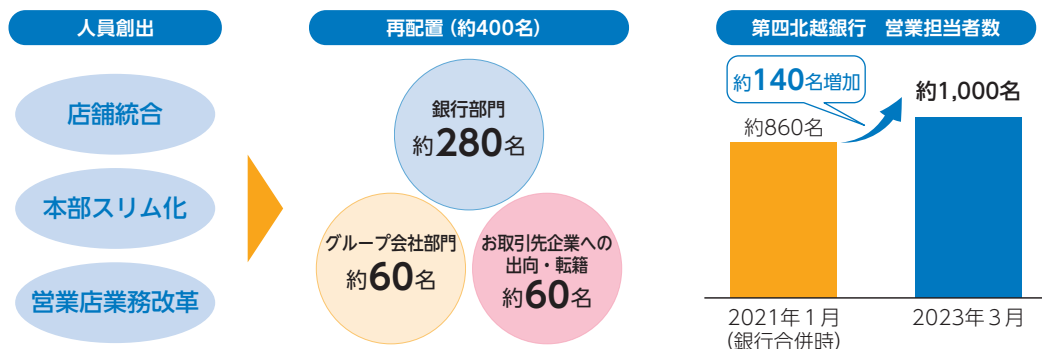 人員創出
店舗統合
本部スリム化
営業店業務改革
再配置（約400名）
銀行部門
約280名
グループ会社部門
約60名
お取引先企業への
出向・転籍
約60名
第四北越銀行　営業担当者数
約140名増加
約860名
約1,000名
2021年1月
(銀行合併時)
2023年3月